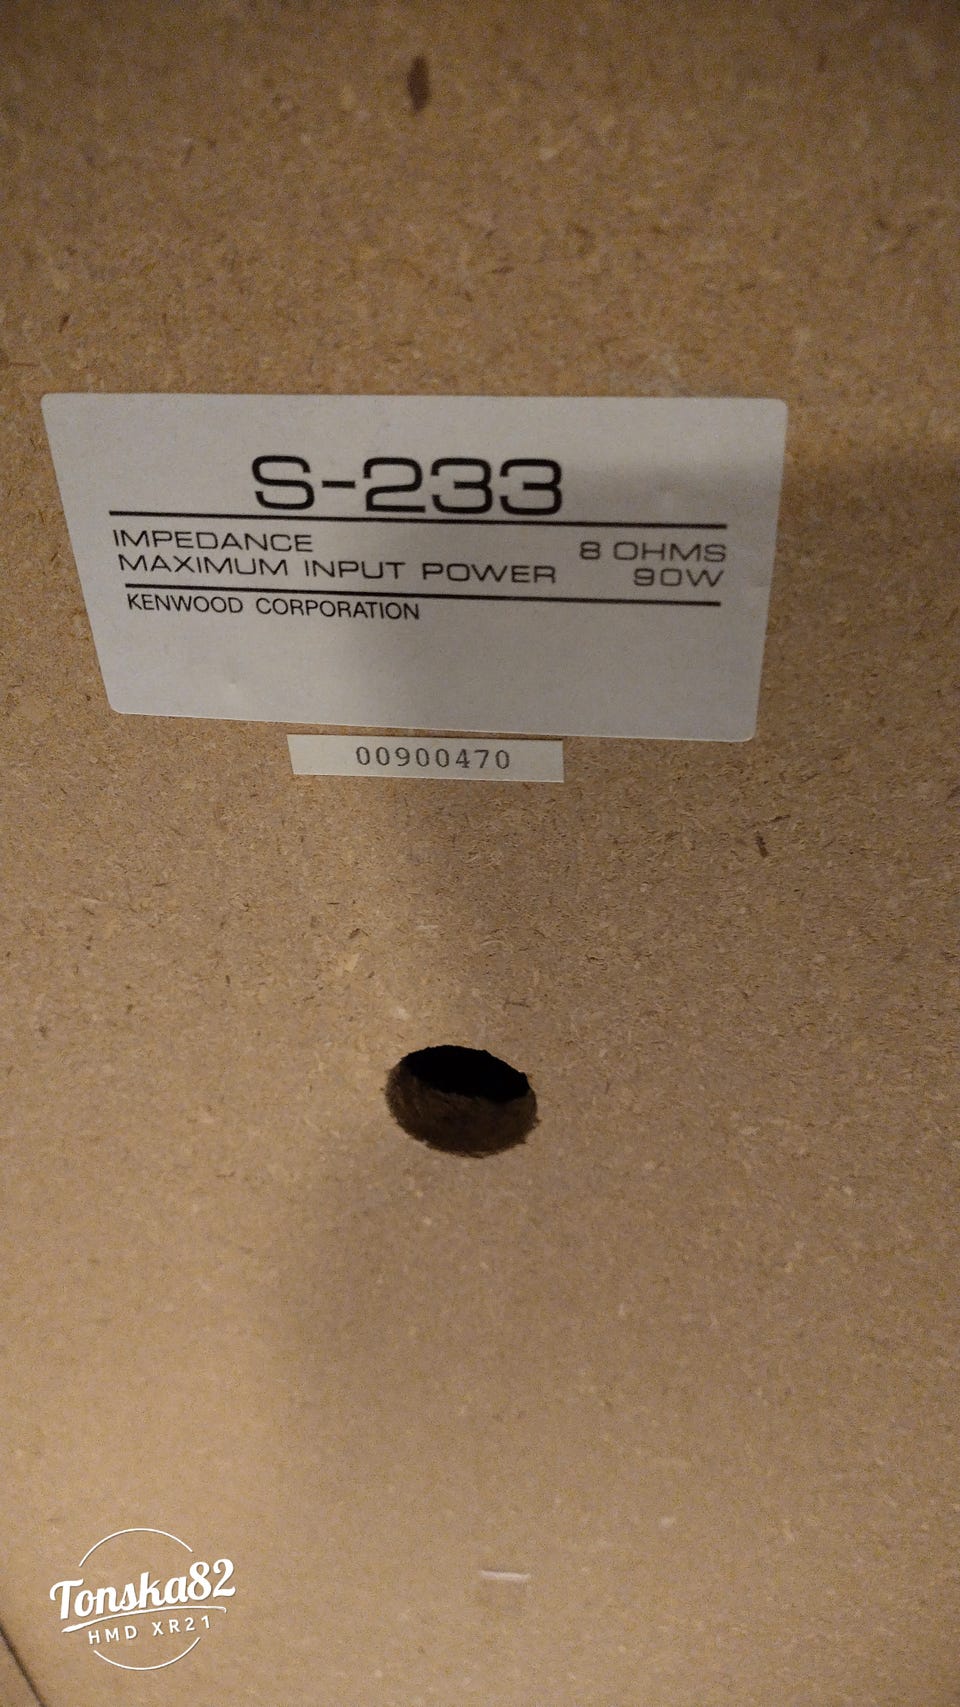 S-233
IMPEDANCE 8 OHMS
MAXIMUM INPUT POWER 90W
KENWOOD CORPORATION
00900470
Tonska82
HMD XR21